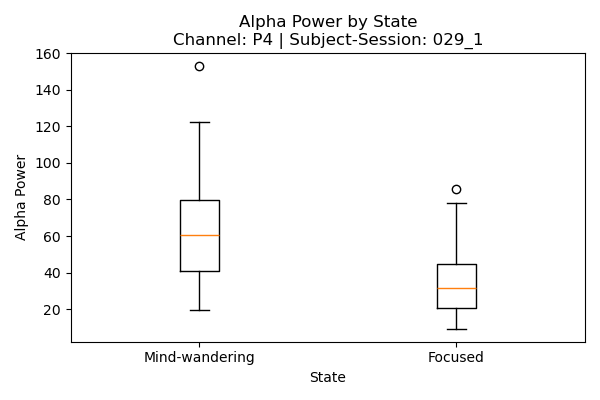 Alpha Power by State
Channel: P4 | Subject-Session: 029_1
160
140
120
100
80
60
40
20
Alpha Power
Mind-wandering
Focused
State